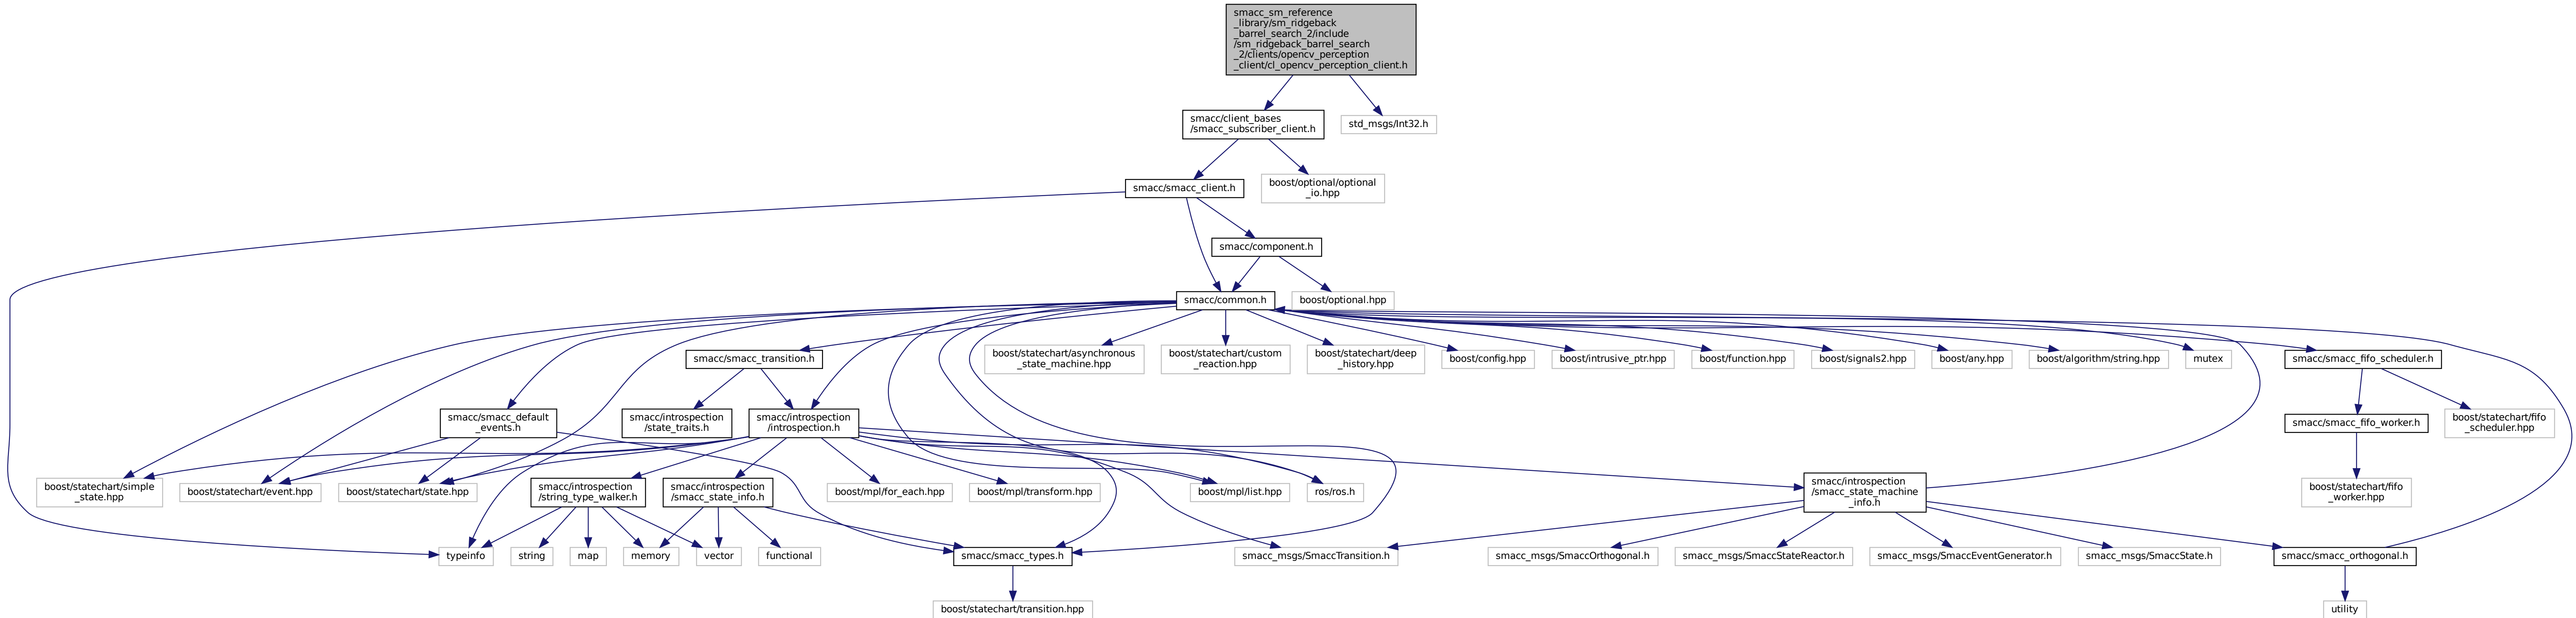 smacc_sm_reference
_library/sm_ridgeback
_barrel_search_2/include
/sm_ridgeback_barrel_search
_2/clients/opencv_perception
_client/cl_opencv_perception_client.h
smacc/client_bases
/smacc_subscriber_client.h
std_msgs/Int32.h
smacc/smacc_client.h
boost/optional/optional
_io.hpp
smacc/component.h
smacc/common.h
boost/optional.hpp
smacc/smacc_transition.h
boost/statechart/asynchronous
_state_machine.hpp
boost/statechart/custom
_reaction.hpp
boost/statechart/deep
_history.hpp
boost/config.hpp
boost/intrusive_ptr.hpp
boost/function.hpp
boost/signals2.hpp
boost/any.hpp
boost/algorithm/string.hpp
mutex
smacc/smacc_fifo_scheduler.h
smacc/smacc_default
_events.h
smacc/introspection
/state_traits.h
smacc/introspection
/introspection.h
smacc/smacc_fifo_worker.h
boost/statechart/fifo
_scheduler.hpp
boost/statechart/simple
_state.hpp
boost/statechart/event.hpp
boost/statechart/state.hpp
smacc/introspection
/string_type_walker.h
smacc/introspection
/smacc_state_info.h
boost/mpl/for_each.hpp
boost/mpl/transform.hpp
boost/mpl/list.hpp
ros/ros.h
smacc/introspection
/smacc_state_machine
_info.h
boost/statechart/fifo
_worker.hpp
typeinfo
string
map
memory
vector
functional
smacc/smacc_types.h
smacc_msgs/SmaccTransition.h
smacc_msgs/SmaccOrthogonal.h
smacc_msgs/SmaccStateReactor.h
smacc_msgs/SmaccEventGenerator.h
smacc_msgs/SmaccState.h
smacc/smacc_orthogonal.h
boost/statechart/transition.hpp
utility